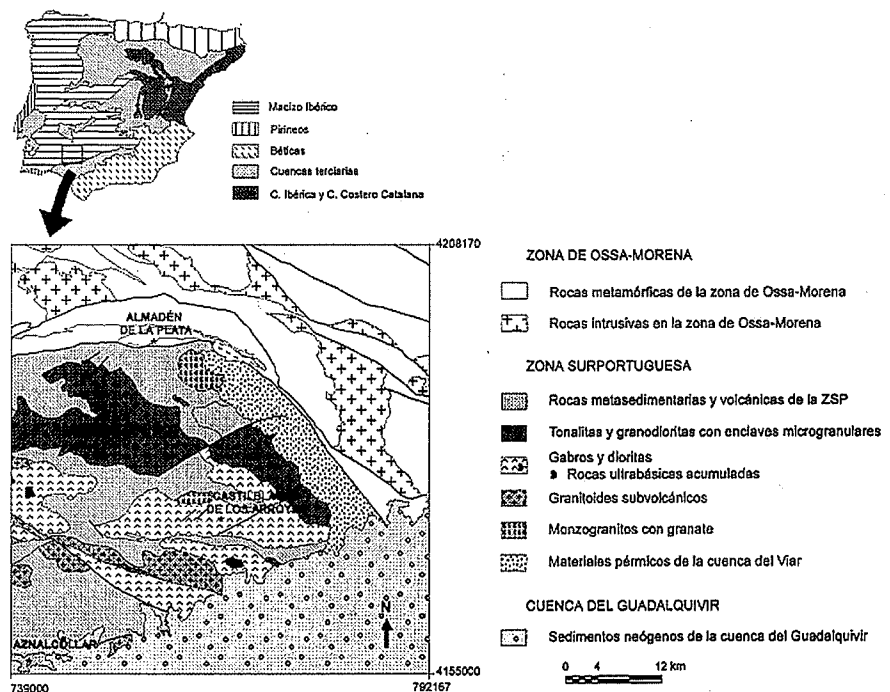 Macizo Ibérico
Pirineos
Béticas
Cuencas terciarias
C. Ibérica y C. Costero Catalana
4208170
ALMADÉN
DE LA PLATA
CASTILBLANCO
DE LOS ARROYOS
AZNALCOLLAR
N
4155000
739000
792167
ZONA DE OSSA-MORENA
Rocas metamórficas de la zona de Ossa-Morena
Rocas intrusivas en la zona de Ossa-Morena
ZONA SURPORTUGUESA
Rocas metasedimentarias y volcánicas de la ZSP
Tonalitas y granodioritas con enclaves microgranulares
Gabros y dioritas
Rocas ultrabásicas acumuladas
Granitoides subvolcánicos
Monzogranitos con granate
Materiales pérmicos de la cuenca del Viar
CUENCA DEL GUADALQUIVIR
Sedimentos neógenos de la cuenca del Guadalquivir
0 4 12 km